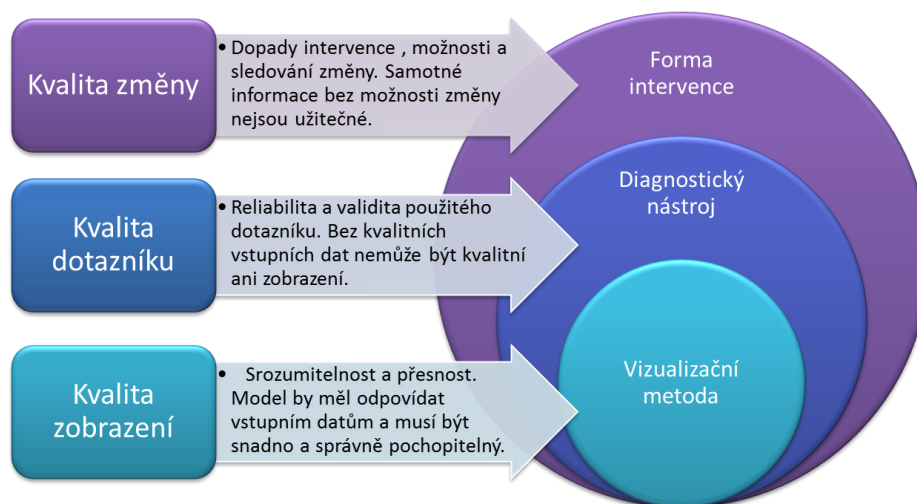 Kvalita změny
• Dopady intervence , možnosti a
sledování změny. Samotné
informace bez možnosti změny
nejsou užitečné.
Forma
intervence
Kvalita
dotazníku
• Reliabilita a validita použitého
dotazníku. Bez kvalitních
vstupních dat nemůže být kvalitní
ani zobrazení.
Diagnostický
nástroj
Kvalita
zobrazení
• Srozumitelnost a přesnost.
Model by měl odpovídat
vstupním datům a musí být
snadno a správně pochopitelný.
Vizualizační
metoda